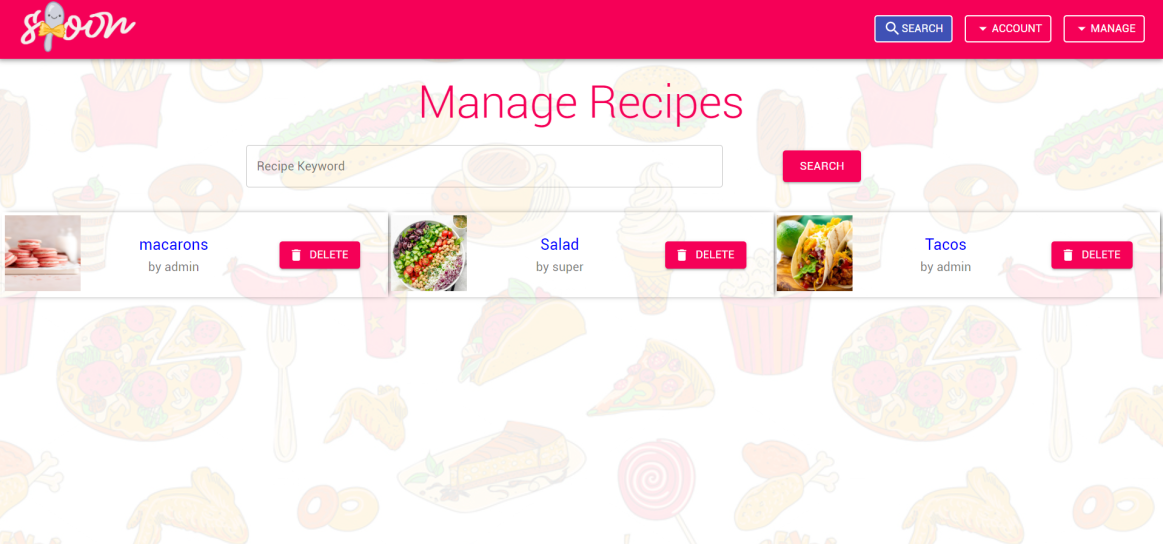 spoon
SEARCH
ACCOUNT
MANAGE
Manage Recipes
Recipe Keyword
SEARCH
macarons
by admin
DELETE
Salad
by super
DELETE
Tacos
by admin
DELETE